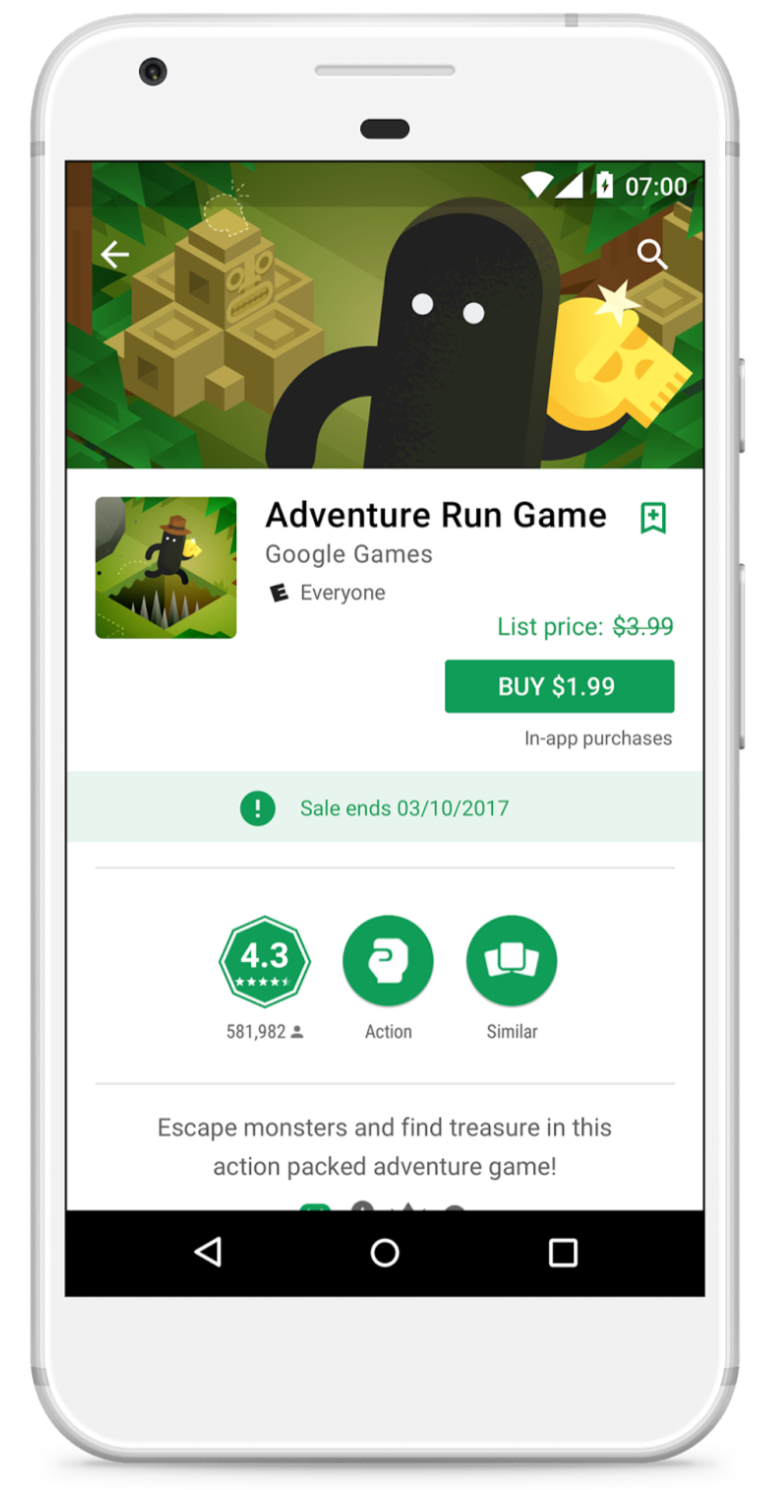 07:00
Adventure Run Game
Google Games
E Everyone
List price: $3.99
BUY $1.99
In-app purchases
! Sale ends 03/10/2017
4.3
581,982
Action
Similar
Escape monsters and find treasure in this
action packed adventure game!